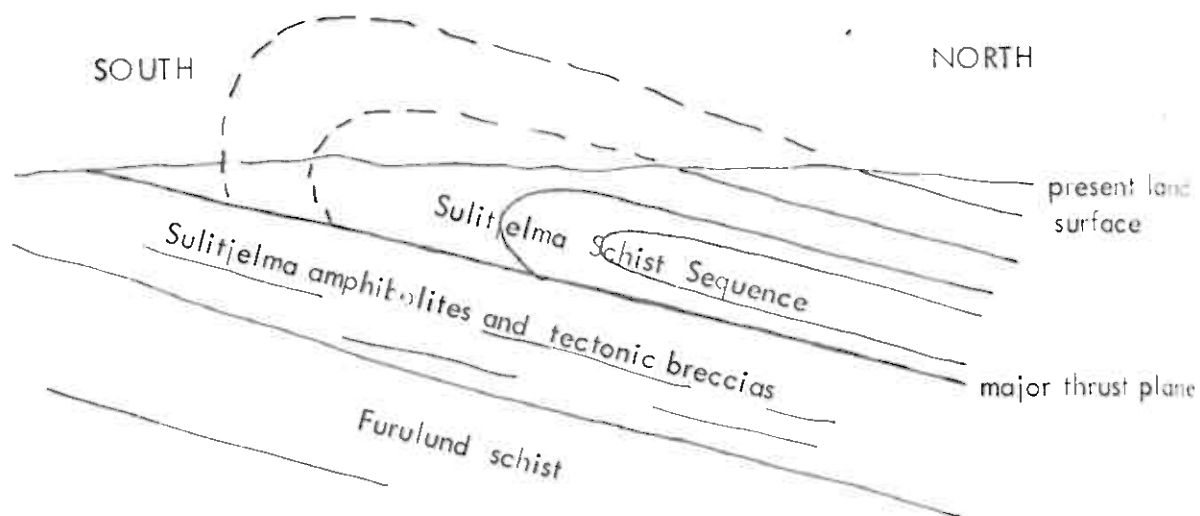 SOUTH
NORTH
present land
surface
Sulitjelma Schist Sequence
Sulitjelma amphibolites and tectonic breccias
major thrust plane
Furulund schist